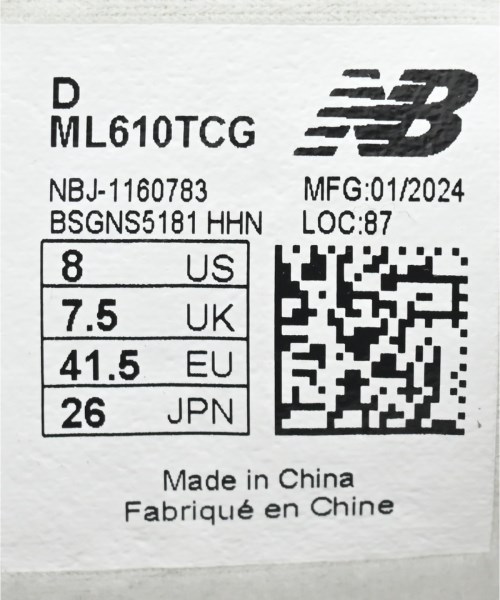 D
ML610TCG
NB
NBJ-1160783
MFG:01/2024
BSGNS5181 HHN
LOC:87
8 US
7.5 UK
41.5 EU
26 JPN
Made in China
Fabriqué en Chine